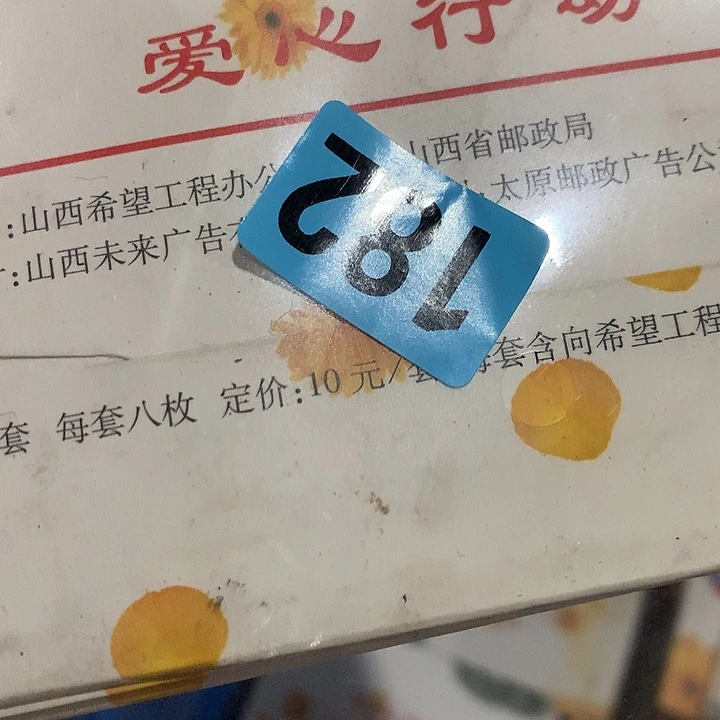 爱心行动
:山西希望工程办公
山西省邮政局
:山西未来广告有
太原邮政广告公
182
套 每套八枚 定价:10元/套 每套含向希望工程